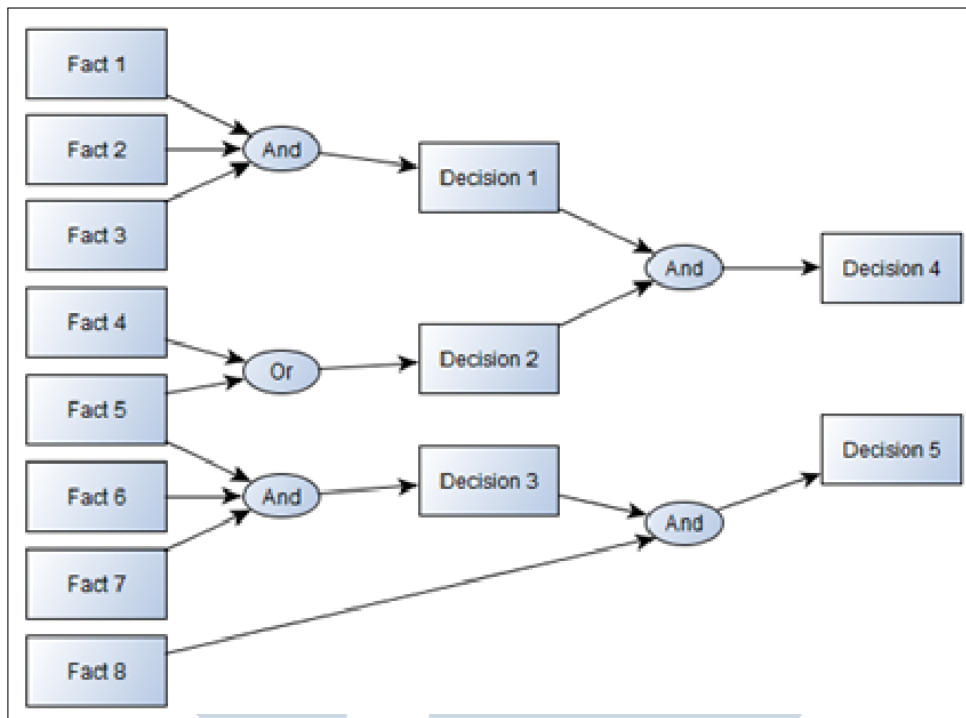 Fact 1
Fact 2
And
Decision 1
Fact 3
And
Decision 4
Fact 4
Or
Decision 2
Fact 5
Decision 5
Fact 6
And
Decision 3
And
Fact 7
Fact 8